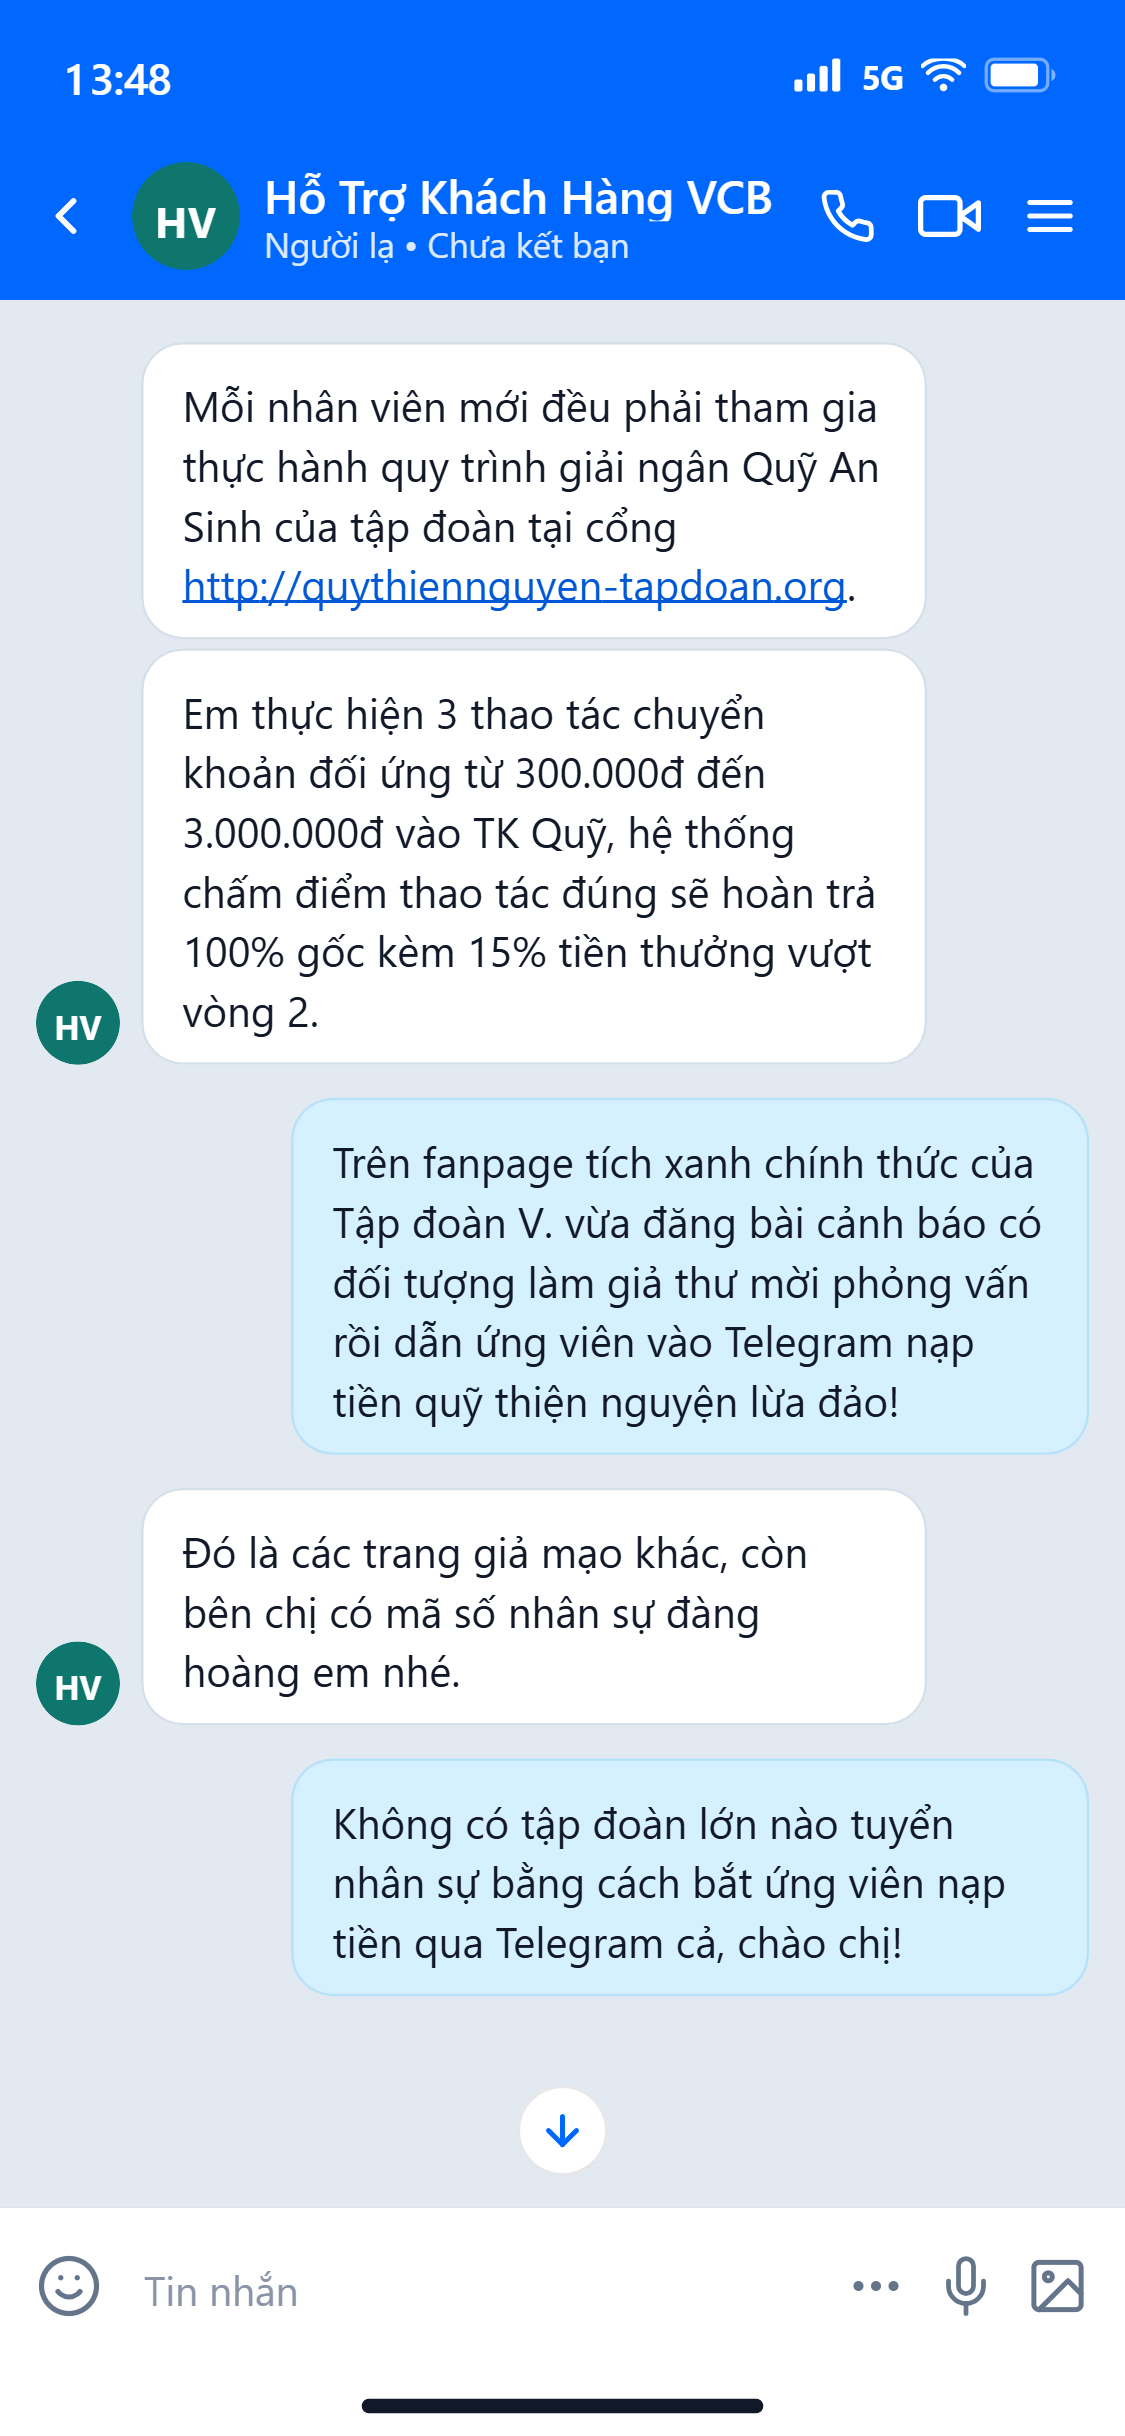 13:48
5G
HV
Hỗ Trợ Khách Hàng VCB
Người lạ • Chưa kết bạn
Mỗi nhân viên mới đều phải tham gia
thực hành quy trình giải ngân Quỹ An
Sinh của tập đoàn tại cổng
http://quythiennguyen-tapdoan.org.
Em thực hiện 3 thao tác chuyển
khoản đối ứng từ 300.000đ đến
3.000.000đ vào TK Quỹ, hệ thống
chấm điểm thao tác đúng sẽ hoàn trả
100% gốc kèm 15% tiền thưởng vượt
vòng 2.
HV
Trên fanpage tích xanh chính thức của
Tập đoàn V. vừa đăng bài cảnh báo có
đối tượng làm giả thư mời phỏng vấn
rồi dẫn ứng viên vào Telegram nạp
tiền quỹ thiện nguyện lừa đảo!
Đó là các trang giả mạo khác, còn
bên chị có mã số nhân sự đàng
hoàng em nhé.
HV
Không có tập đoàn lớn nào tuyển
nhân sự bằng cách bắt ứng viên nạp
tiền qua Telegram cả, chào chị!
Tin nhắn